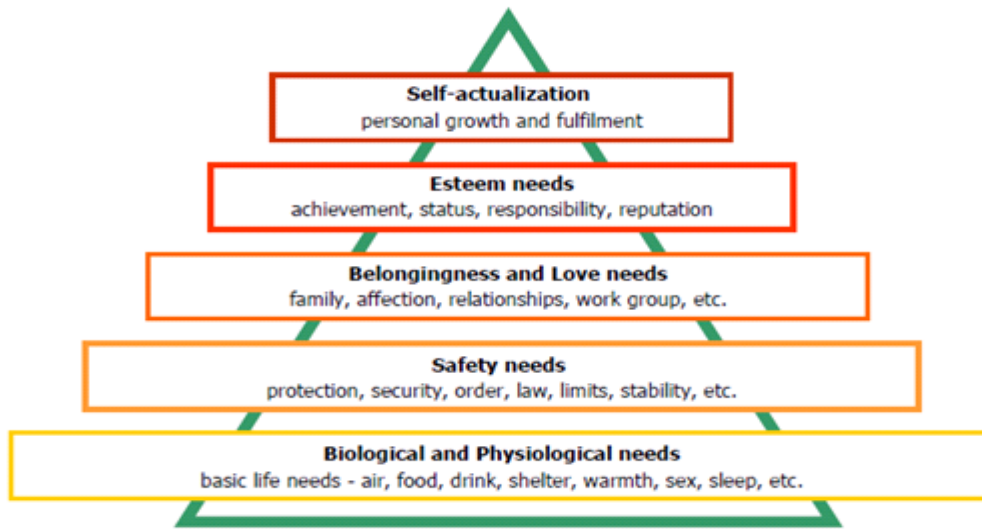 Self-actualization
personal growth and fulfilment
Esteem needs
achievement, status, responsibility, reputation
Belongingness and Love needs
family, affection, relationships, work group, etc.
Safety needs
protection, security, order, law, limits, stability, etc.
Biological and Physiological needs
basic life needs - air, food, drink, shelter, warmth, sex, sleep, etc.